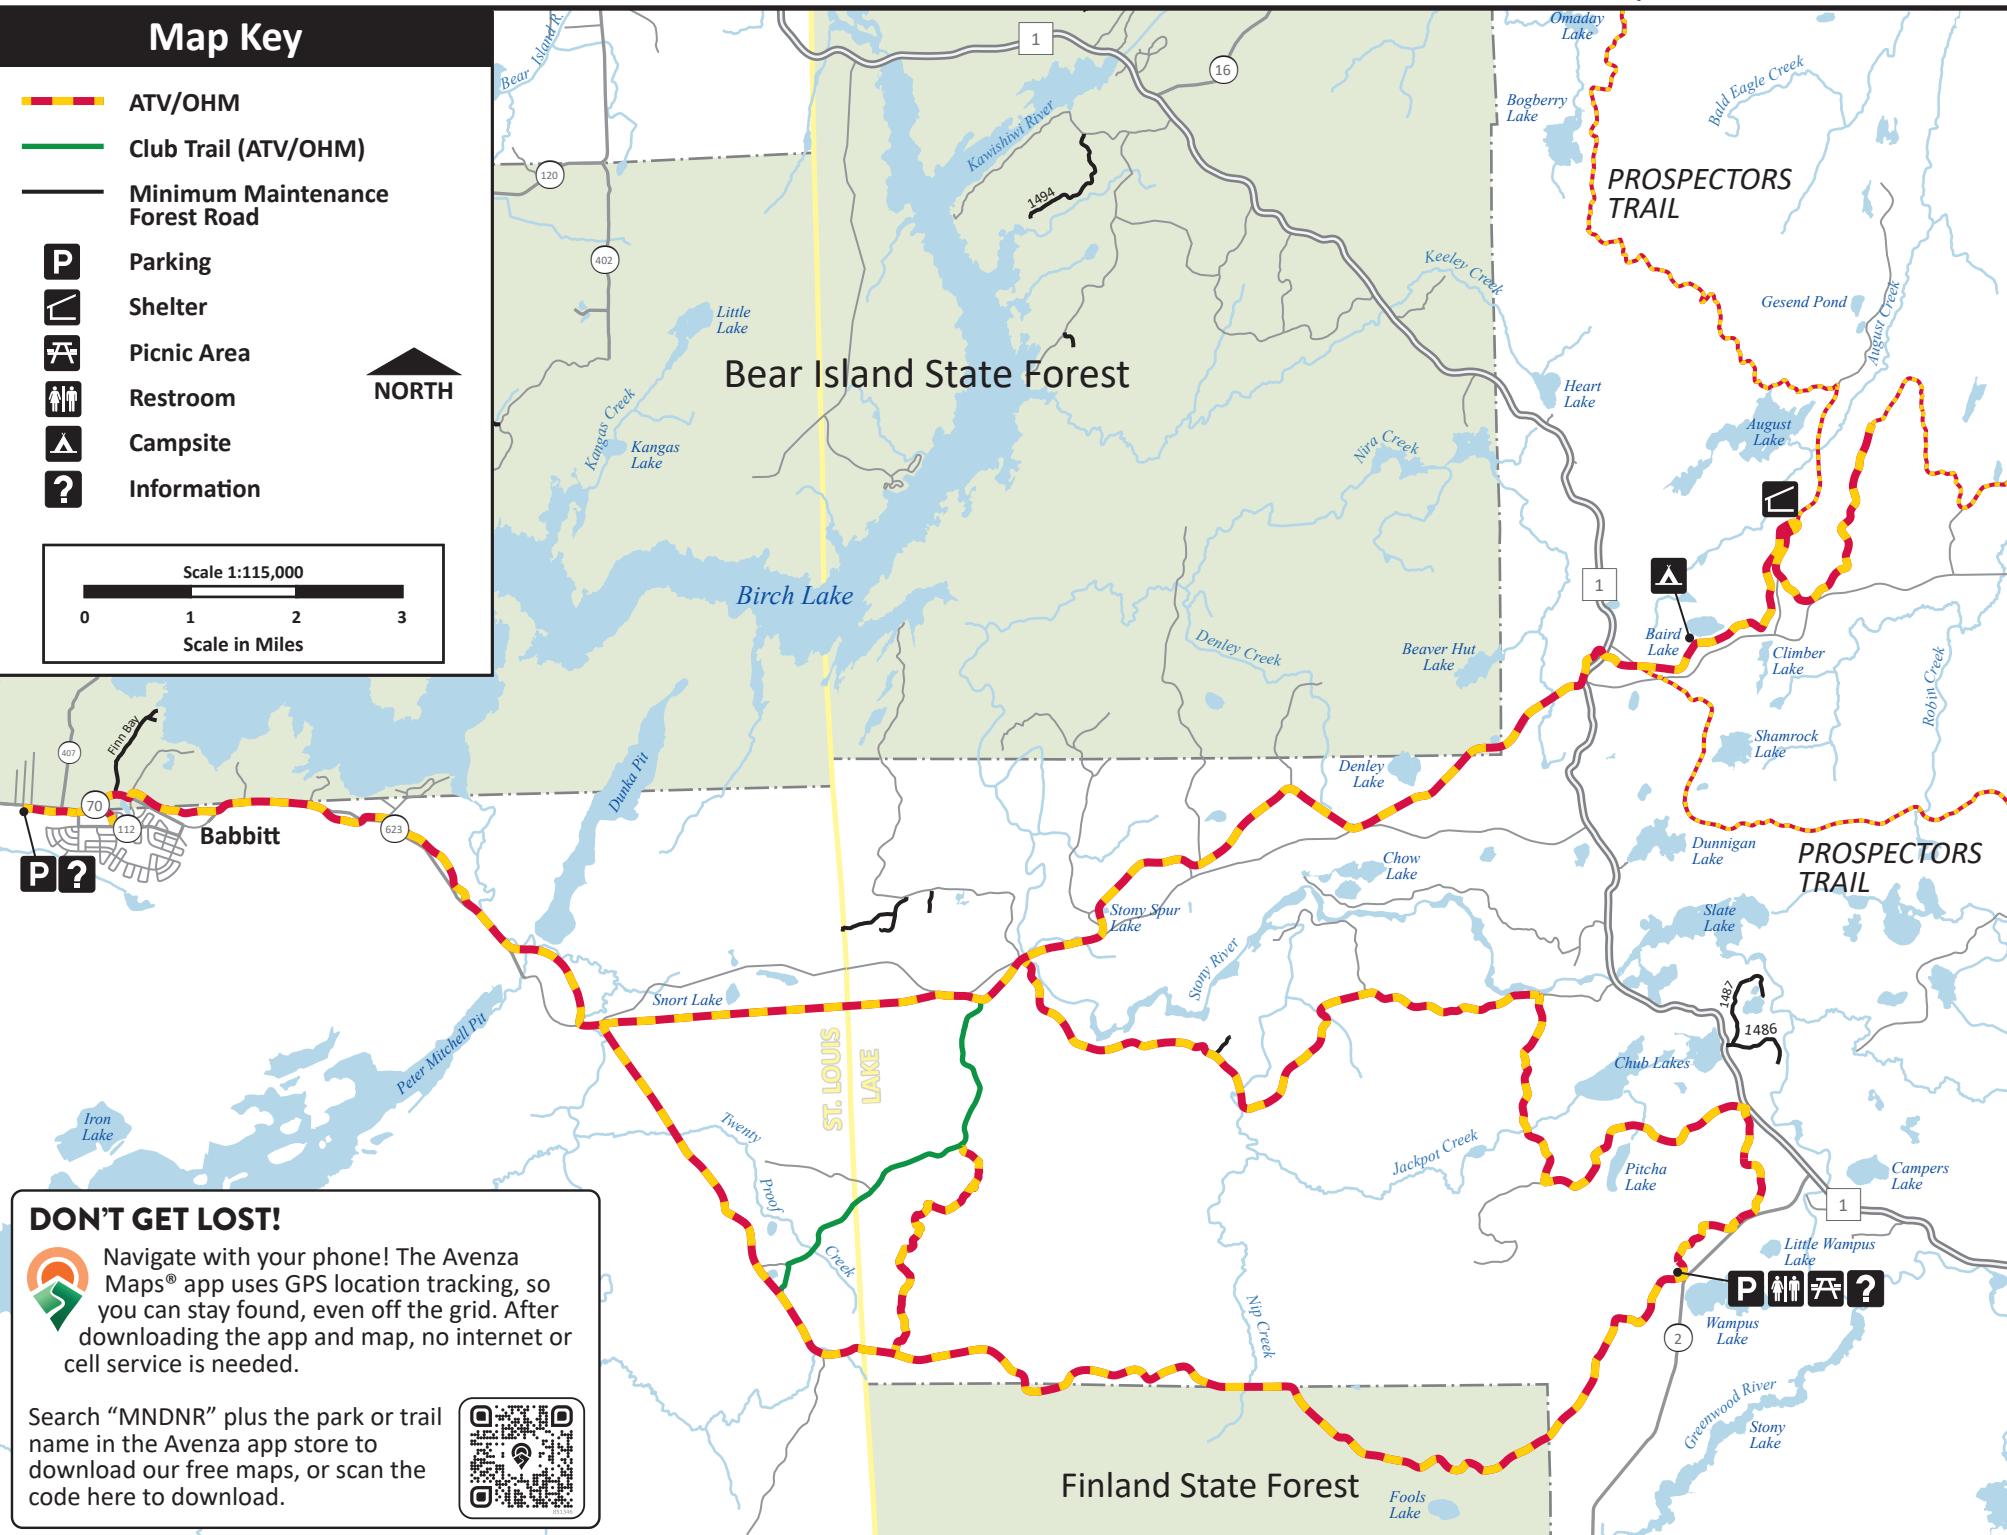 Map Key
ATV/OHM
Club Trail (ATV/OHM)
Minimum Maintenance
Forest Road
P
Parking
Shelter
Picnic Area
Restroom
Campsite
?
Information
NORTH
Scale 1:115,000
0 1 2 3
Scale in Miles
Bear Island R.
120
402
1
16
Kawishiwi River
1494
Omaday
Lake
Bogberry
Lake
Bald Eagle Creek
PROSPECTORS
TRAIL
Keeley Creek
Gesend Pond
August Creek
Little
Lake
Bear Island State Forest
Heart
Lake
August
Lake
Kangas Creek
Kangas
Lake
Nira Creek
Birch Lake
1
Denley Creek
Beaver Hut
Lake
Baird
Lake
Climber
Lake
Robin Creek
Shamrock
Lake
Finn Bay
407
70
112
Babbitt
623
P ?
Dunka Pit
Denley
Lake
Dunnigan
Lake
PROSPECTORS
TRAIL
Chow
Lake
Stony Spur
Lake
Slate
Lake
Stony River
Snort Lake
1487
1486
Peter Mitchell Pit
ST. LOUIS
LAKE
Chub Lakes
Iron
Lake
Twenty
Proof
Creek
Jackpot Creek
Pitcha
Lake
Campers
Lake
1
Little Wampus
Lake
P ?
Wampus
Lake
2
Nip Creek
Greenwood River
Stony
Lake
Finland State Forest
Fools
Lake
DON'T GET LOST!
Navigate with your phone! The Avenza
Maps® app uses GPS location tracking, so
you can stay found, even off the grid. After
downloading the app and map, no internet or
cell service is needed.
Search “MNDNR” plus the park or trail
name in the Avenza app store to
download our free maps, or scan the
code here to download.